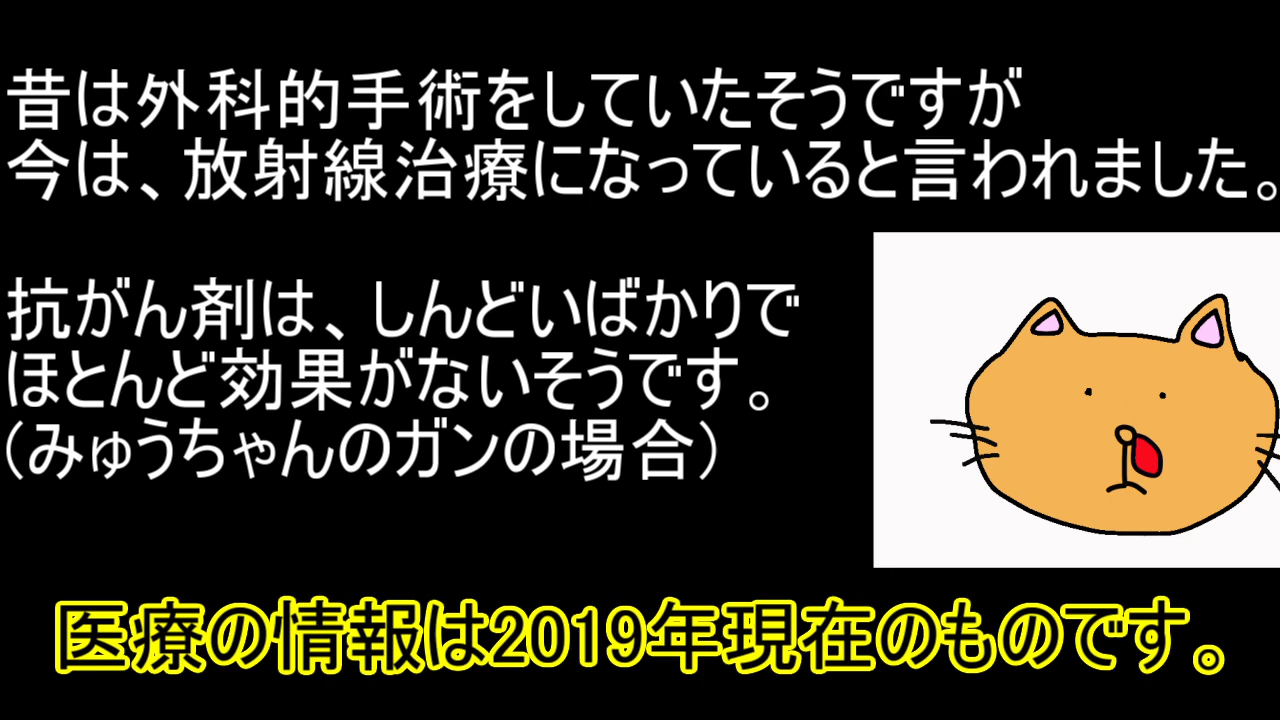 昔は外科的手術をしていたそうですが
今は、放射線治療になっていると言われました。
抗がん剤は、しんどいばかりで
ほとんど効果がないそうです。
(みゅうちゃんのガンの場合)
医療の情報は2019年現在のものです。